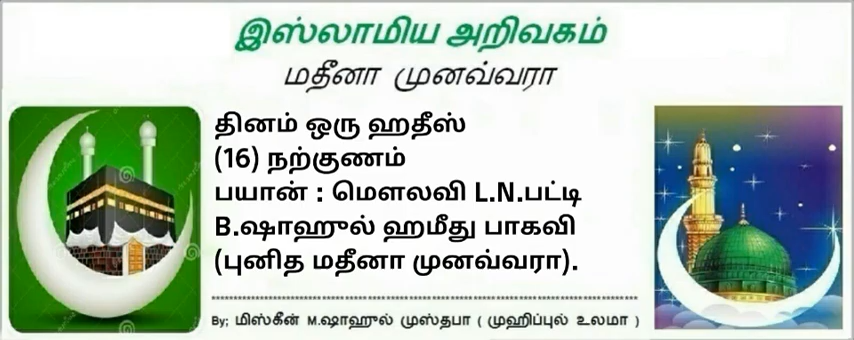 இஸ்லாமிய அறிவகம்
மதீனா முனவ்வரா
தினம் ஒரு ஹதீஸ்
(16) நற்குணம்
பயான் : மௌலவி L.N.பட்டி
B.ஷாஹுல் ஹமீது பாகவி
(புனித மதீனா முனவ்வரா).
By; மிஸ்கீன் M.ஷாஹுல் முஸ்தபா ( முஹிப்புல் உலமா )